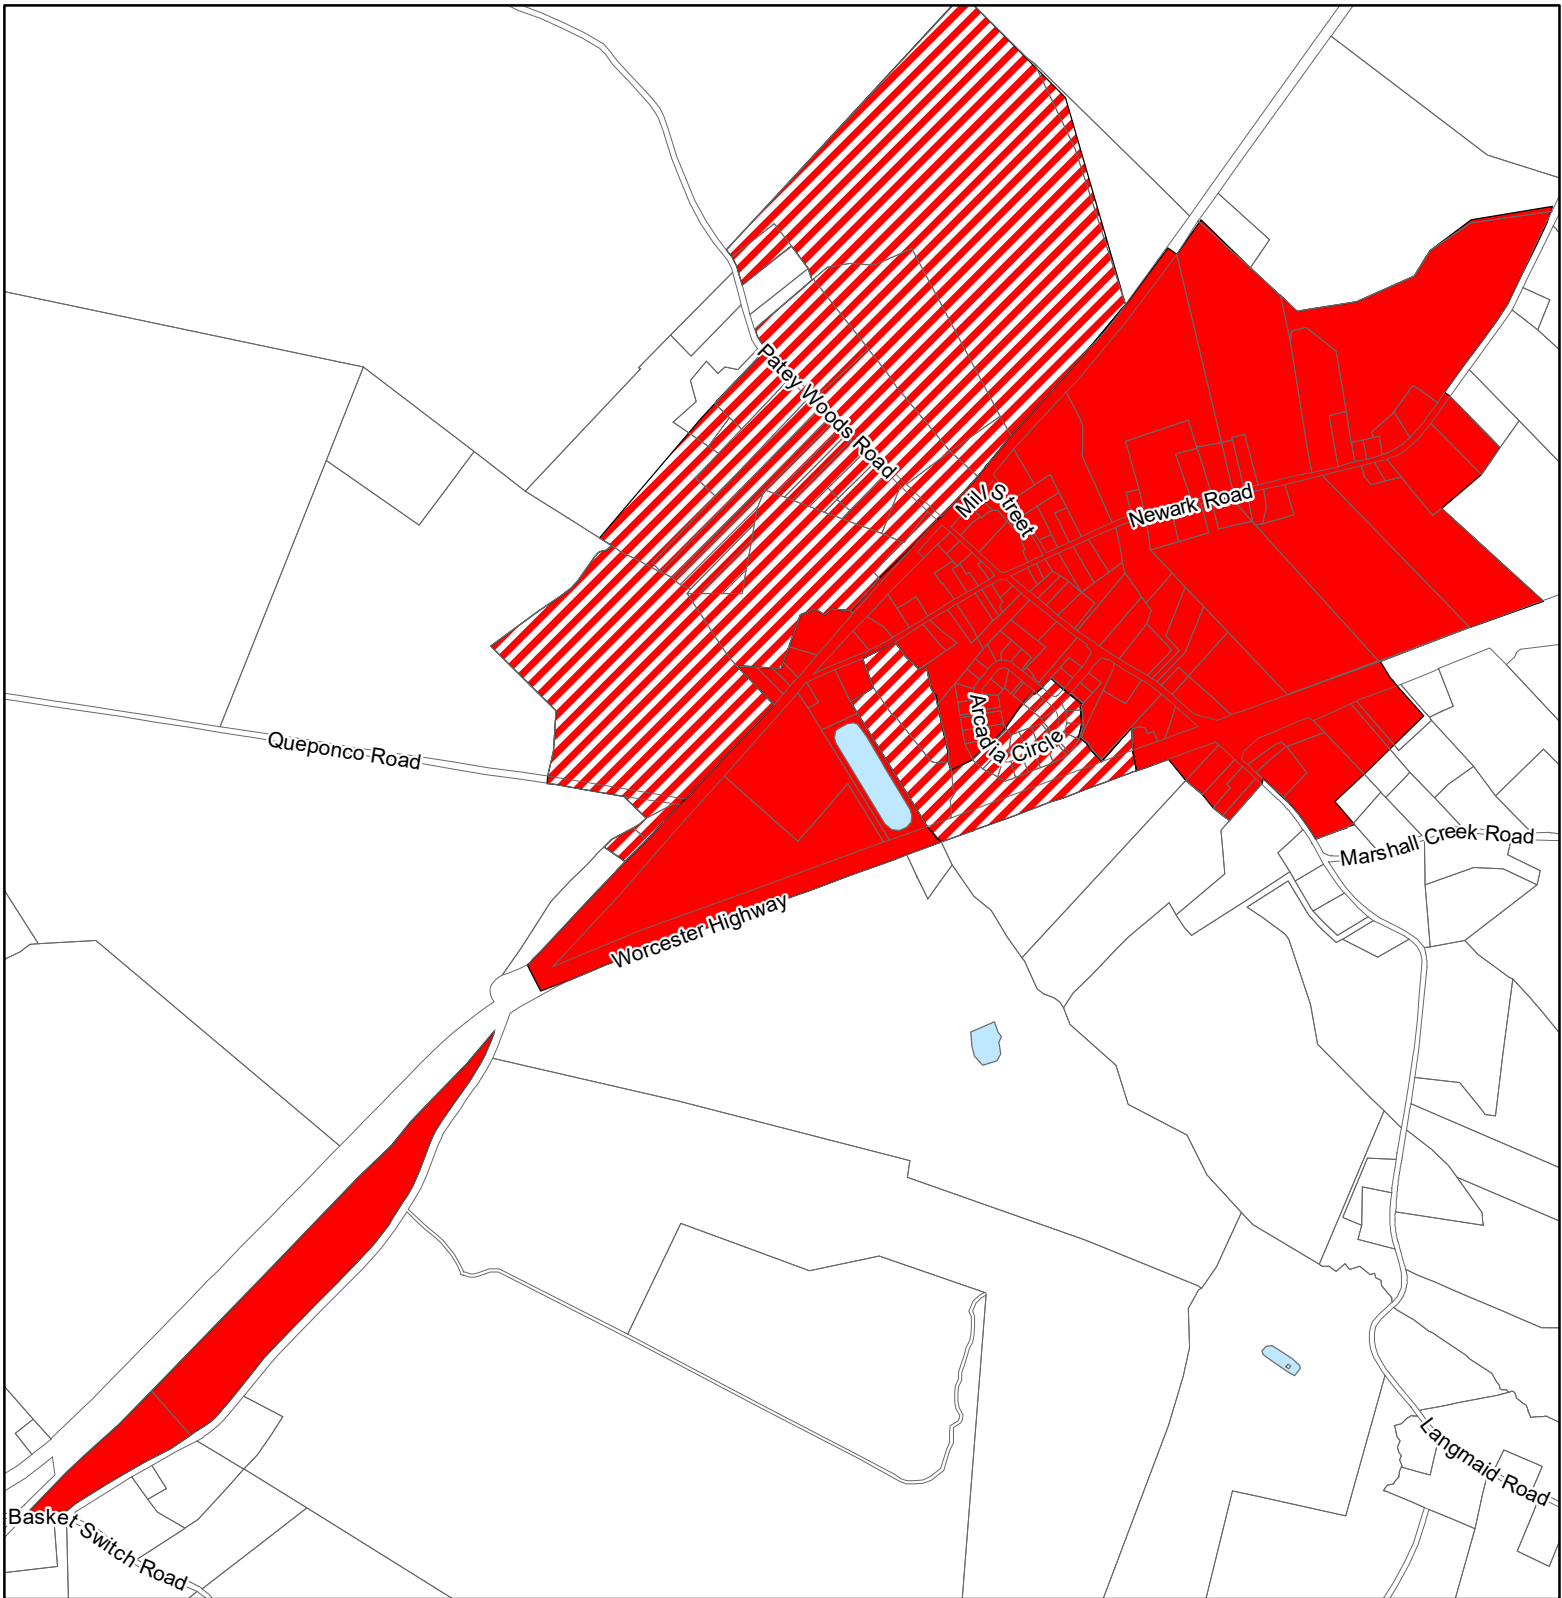 Patey Woods Road
Mill Street
Newark Road
Arcadia Circle
Queponco Road
Marshall Creek Road
Worcester Highway
Langmaid Road
Basket Switch Road